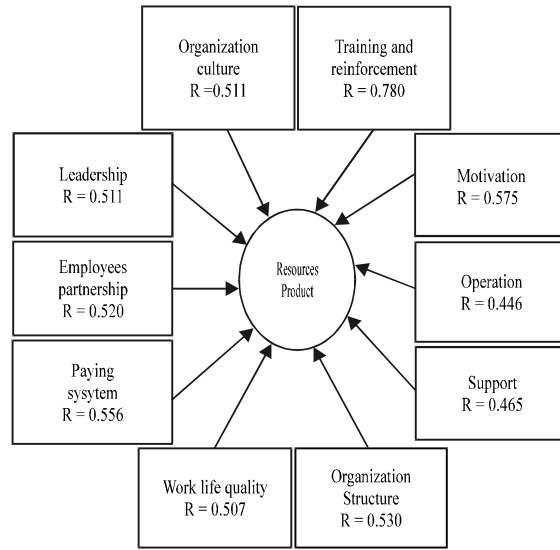 Organization
culture
R =0.511
Training and
reinforcement
R = 0.780
Leadership
R = 0.511
Motivation
R = 0.575
Employees
partnership
R = 0.520
Resources
Product
Operation
R = 0.446
Paying
sysytem
R = 0.556
Support
R = 0.465
Work life quality
R = 0.507
Organization
Structure
R = 0.530